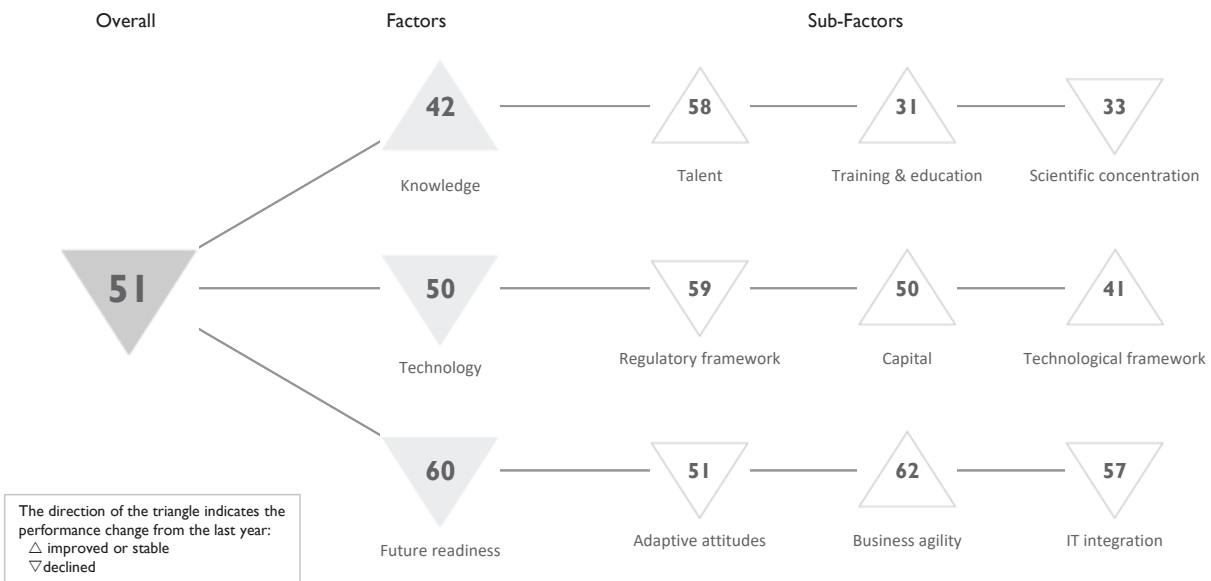 Overall
Factors
Sub-Factors
42
58
31
33
Knowledge
Talent
Training & education
Scientific concentration
51
50
59
50
41
Technology
Regulatory framework
Capital
Technological framework
60
51
62
57
Future readiness
Adaptive attitudes
Business agility
IT integration
The direction of the triangle indicates the
performance change from the last year:
△ improved or stable
▽ declined